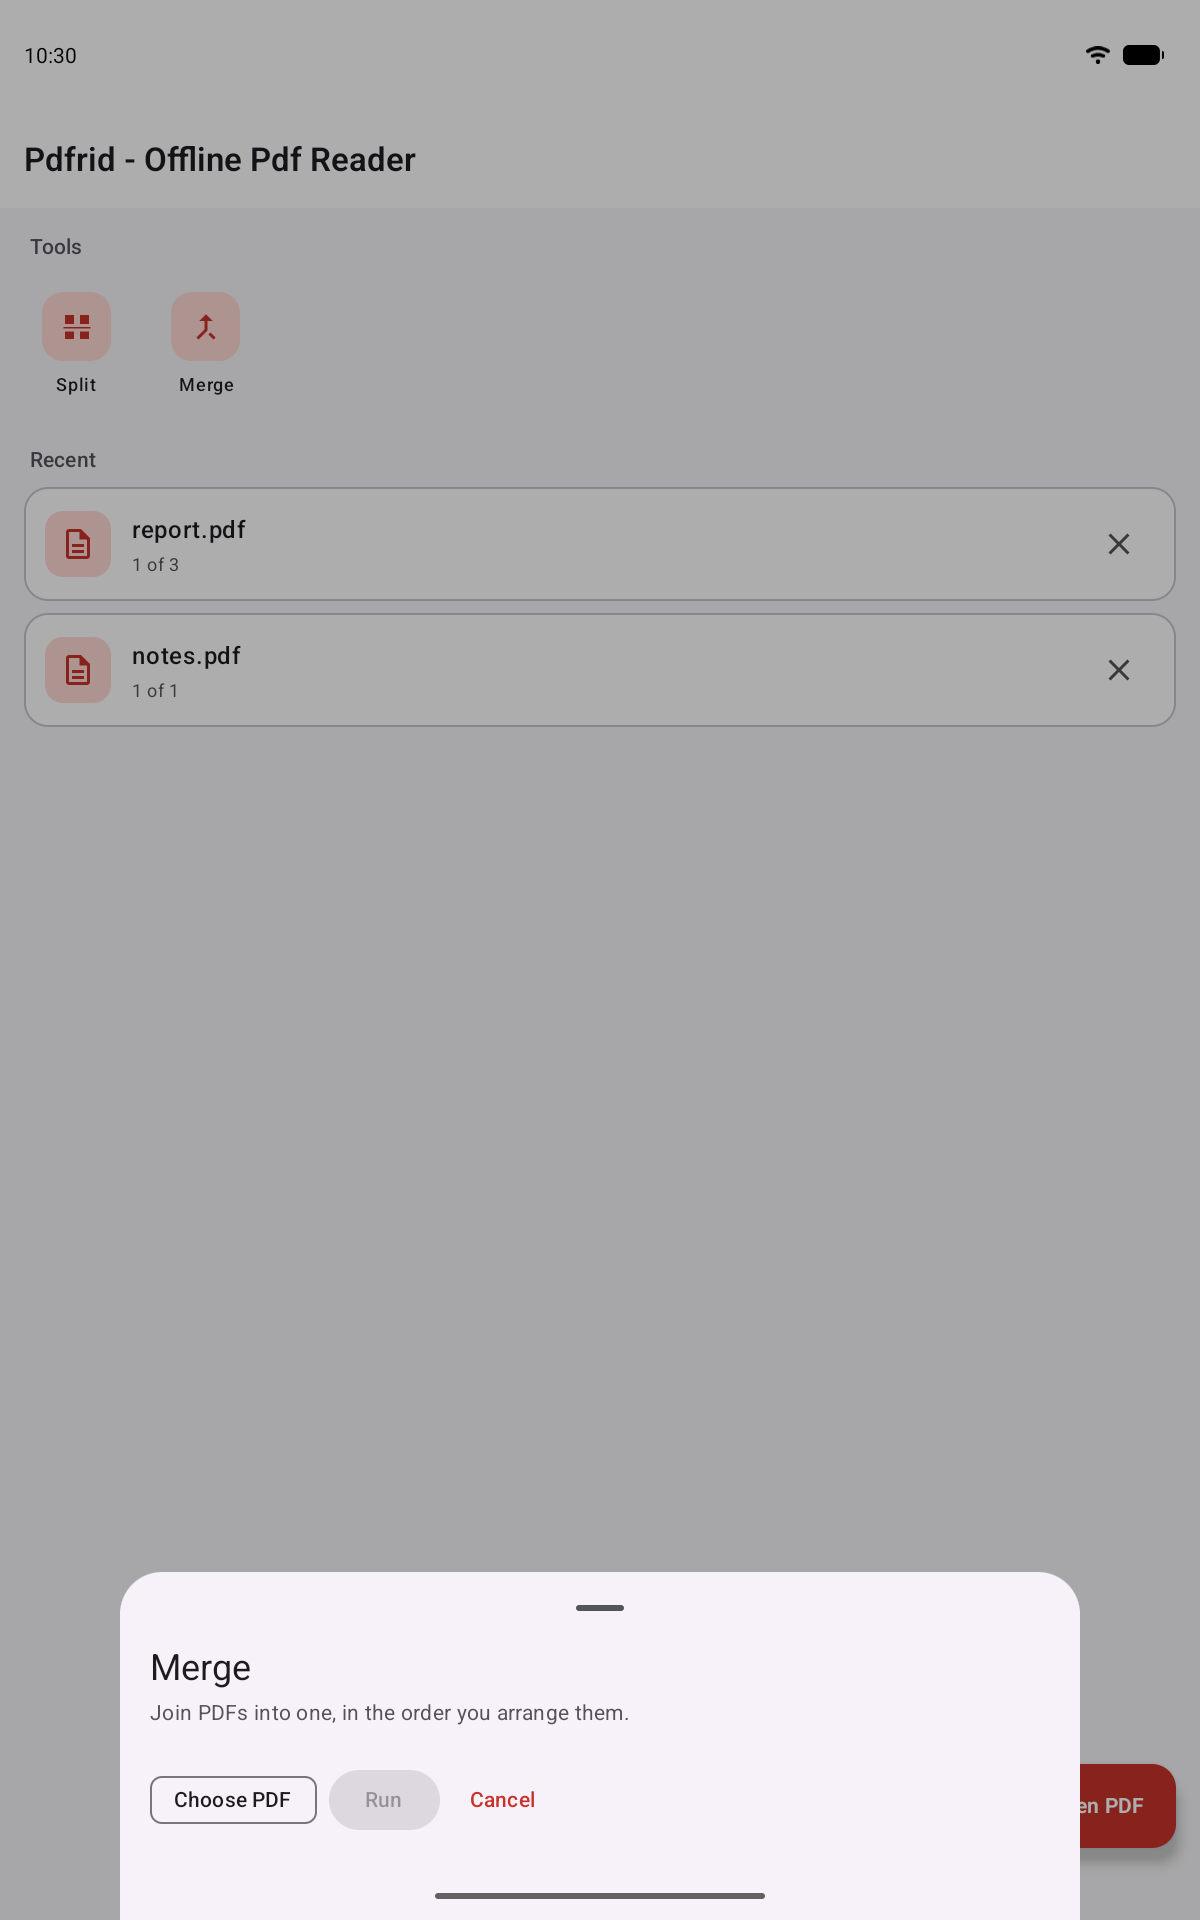 10:30
Pdfrid - Offline Pdf Reader
Tools
Split
Merge
Recent
report.pdf
1 of 3
notes.pdf
1 of 1
Merge
Join PDFs into one, in the order you arrange them.
Choose PDF
Run
Cancel
en PDF